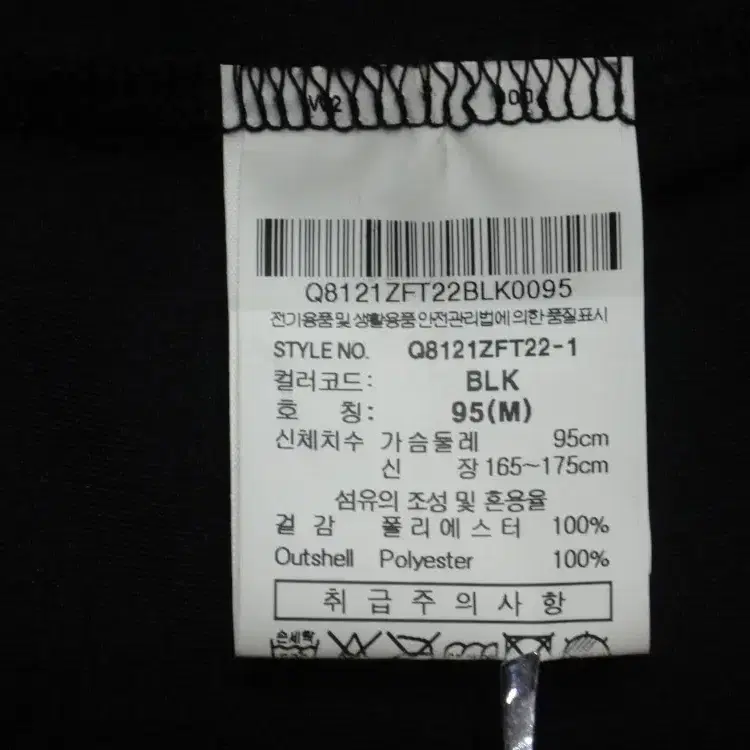 Q8121ZFT22BLK0095
전기용품및생활용품안전관리법에의한품질표시
STYLE NO. Q8121ZFT22-1
컬러코드: BLK
호 칭: 95(M)
신체치수 가슴둘레 95cm
신 장 165~175cm
섬유의 조성 및 혼용율
겉감 폴리에스터 100%
Outshell Polyester 100%
취급주의사항
손세탁